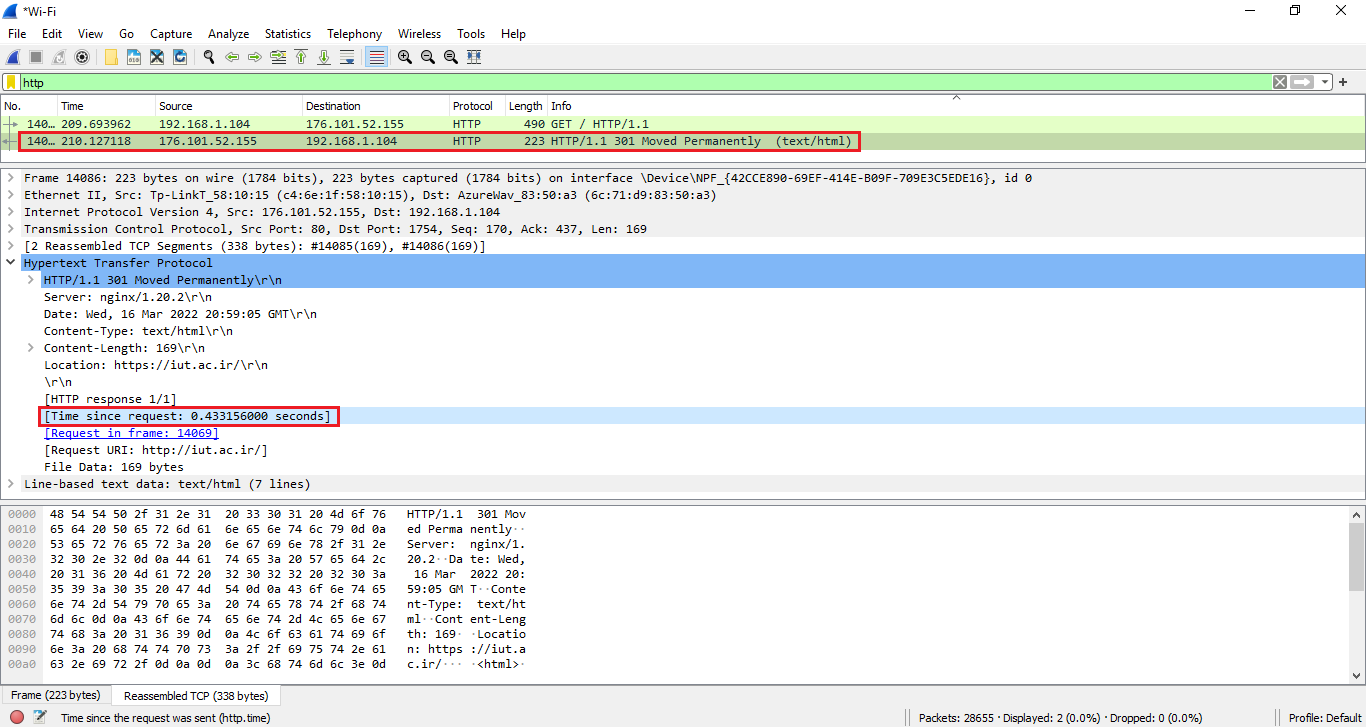 *Wi-Fi
File Edit View Go Capture Analyze Statistics Telephony Wireless Tools Help
http
No. Time Source Destination Protocol Length Info
140… 209.693962 192.168.1.104 176.101.52.155 HTTP 490 GET / HTTP/1.1
140… 210.127118 176.101.52.155 192.168.1.104 HTTP 223 HTTP/1.1 301 Moved Permanently (text/html)
Frame 14086: 223 bytes on wire (1784 bits), 223 bytes captured (1784 bits) on interface \Device\NPF_{42CCE890-69EF-414E-B09F-709E3C5EDE16}, id 0
Ethernet II, Src: Tp-LinkT_58:10:15 (c4:6e:1f:58:10:15), Dst: AzureWav_83:50:a3 (6c:71:d9:83:50:a3)
Internet Protocol Version 4, Src: 176.101.52.155, Dst: 192.168.1.104
Transmission Control Protocol, Src Port: 80, Dst Port: 1754, Seq: 170, Ack: 437, Len: 169
[2 Reassembled TCP Segments (338 bytes): #14085(169), #14086(169)]
Hypertext Transfer Protocol
HTTP/1.1 301 Moved Permanently\r\n
Server: nginx/1.20.2\r\n
Date: Wed, 16 Mar 2022 20:59:05 GMT\r\n
Content-Type: text/html\r\n
Content-Length: 169\r\n
Location: https://iut.ac.ir/\r\n
\r\n
[HTTP response 1/1]
[Time since request: 0.433156000 seconds]
[Request in frame: 14069]
[Request URI: http://iut.ac.ir/]
File Data: 169 bytes
Line-based text data: text/html (7 lines)
0000 48 54 54 50 2f 31 2e 31 20 33 30 31 20 4d 6f 76 HTTP/1.1 301 Mov
0010 65 64 20 50 65 72 6d 61 6e 65 6e 74 6c 79 0d 0a ed Perma nently··
0020 53 65 72 76 65 72 3a 20 6e 67 69 6e 78 2f 31 2e Server: nginx/1.
0030 32 30 2e 32 0d 0a 44 61 74 65 3a 20 57 65 64 2c 20.2··Da te: Wed,
0040 20 31 36 20 4d 61 72 20 32 30 32 32 20 32 30 3a 16 Mar 2022 20:
0050 35 39 3a 30 35 20 47 4d 54 0d 0a 43 6f 6e 74 65 59:05 GM T··Conte
0060 6e 74 2d 54 79 70 65 3a 20 74 65 78 74 2f 68 74 nt-Type: text/ht
0070 6d 6c 0d 0a 43 6f 6e 74 65 6e 74 2d 4c 65 6e 67 ml··Cont ent-Leng
0080 74 68 3a 20 31 36 39 0d 0a 4c 6f 63 61 74 69 6f th: 169· ·Locatio
0090 6e 3a 20 68 74 74 70 73 3a 2f 2f 69 75 74 2e 61 n: https ://iut.a
00a0 63 2e 69 72 2f 0d 0a 0d 0a 3c 68 74 6d 6c 3e 0d c.ir/··· ·<html>·
Frame (223 bytes) Reassembled TCP (338 bytes)
Time since the request was sent (http.time) Packets: 28655 · Displayed: 2 (0.0%) · Dropped: 0 (0.0%) Profile: Default